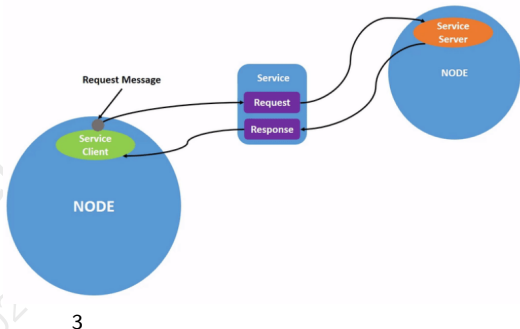 Service
Server
NODE
Service
Request Message
Request
Response
Service
Client
NODE
3